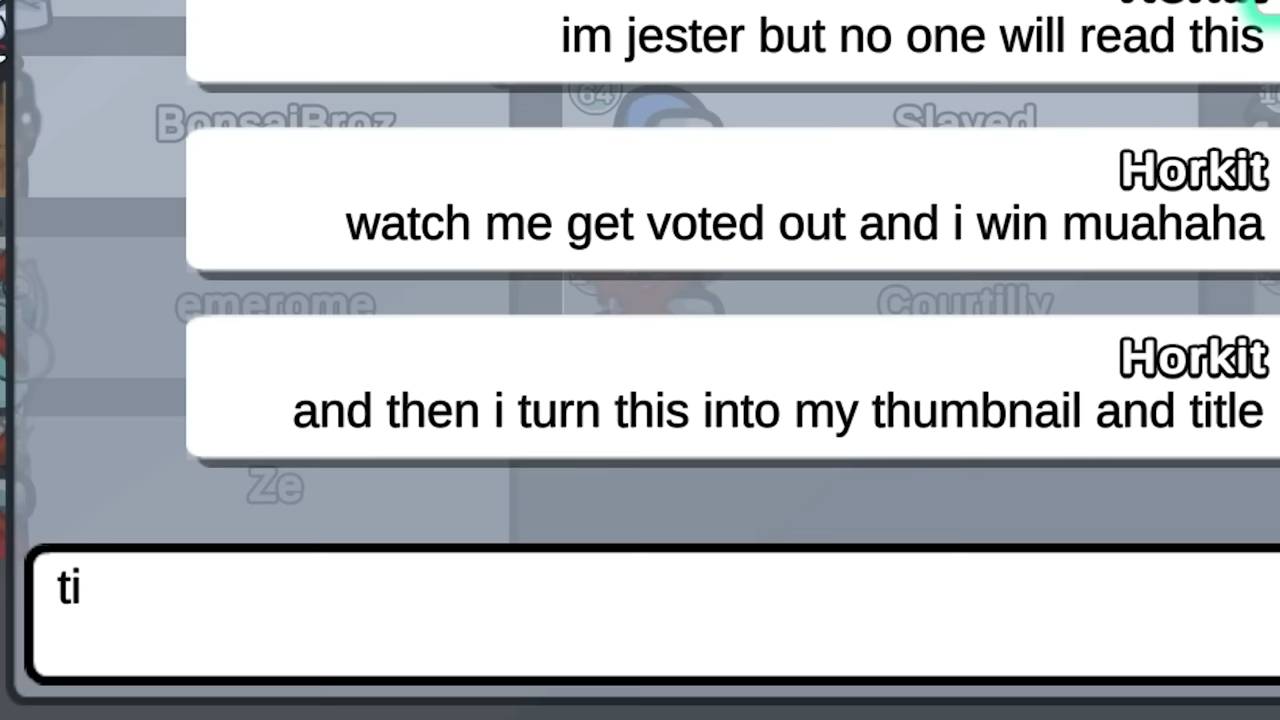 im jester but no one will read this
64
BonsaiBroz
Slayed
Horkit
watch me get voted out and i win muahaha
emerome
Courtilly
Horkit
and then i turn this into my thumbnail and title
Ze
ti